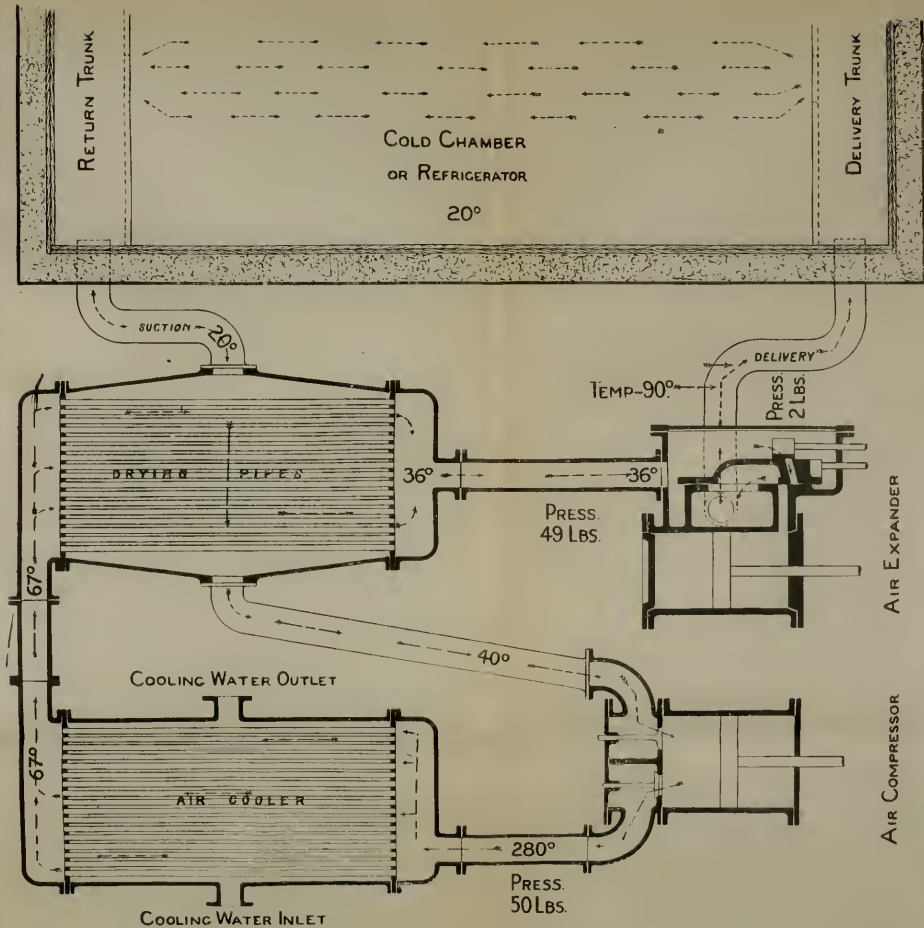 RETURN TRUNK
DELIVERY TRUNK
COLD CHAMBER
OR REFRIGERATOR
20°
SUCTION
20°
DELIVERY
TEMP-90°.
PRESS.
2 LBS.
DRYING PIPES
36°
36°
PRESS.
49 LBS.
AIR EXPANDER
67°
40°
COOLING WATER OUTLET
67°
AIR COOLER
AIR COMPRESSOR
280°
PRESS.
50 LBS.
COOLING WATER INLET